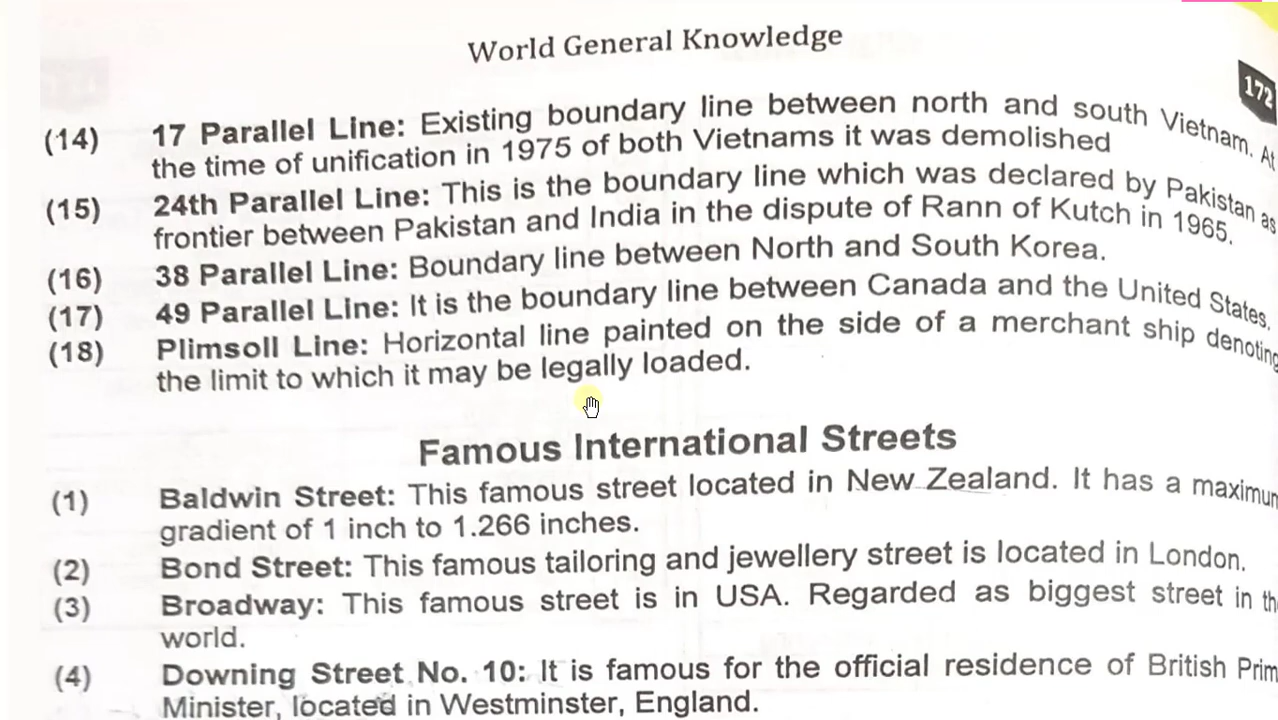 World General Knowledge
172
(14) 17 Parallel Line: Existing boundary line between north and south Vietnam. At
the time of unification in 1975 of both Vietnams it was demolished
(15) 24th Parallel Line: This is the boundary line which was declared by Pakistan as
frontier between Pakistan and India in the dispute of Rann of Kutch in 1965.
(16) 38 Parallel Line: Boundary line between North and South Korea.
(17) 49 Parallel Line: It is the boundary line between Canada and the United States.
(18) Plimsoll Line: Horizontal line painted on the side of a merchant ship denoting
the limit to which it may be legally loaded.
Famous International Streets
(1) Baldwin Street: This famous street located in New Zealand. It has a maximum
gradient of 1 inch to 1.266 inches.
(2) Bond Street: This famous tailoring and jewellery street is located in London.
(3) Broadway: This famous street is in USA. Regarded as biggest street in th
world.
(4) Downing Street No. 10: It is famous for the official residence of British Prim
Minister, located in Westminster, England.